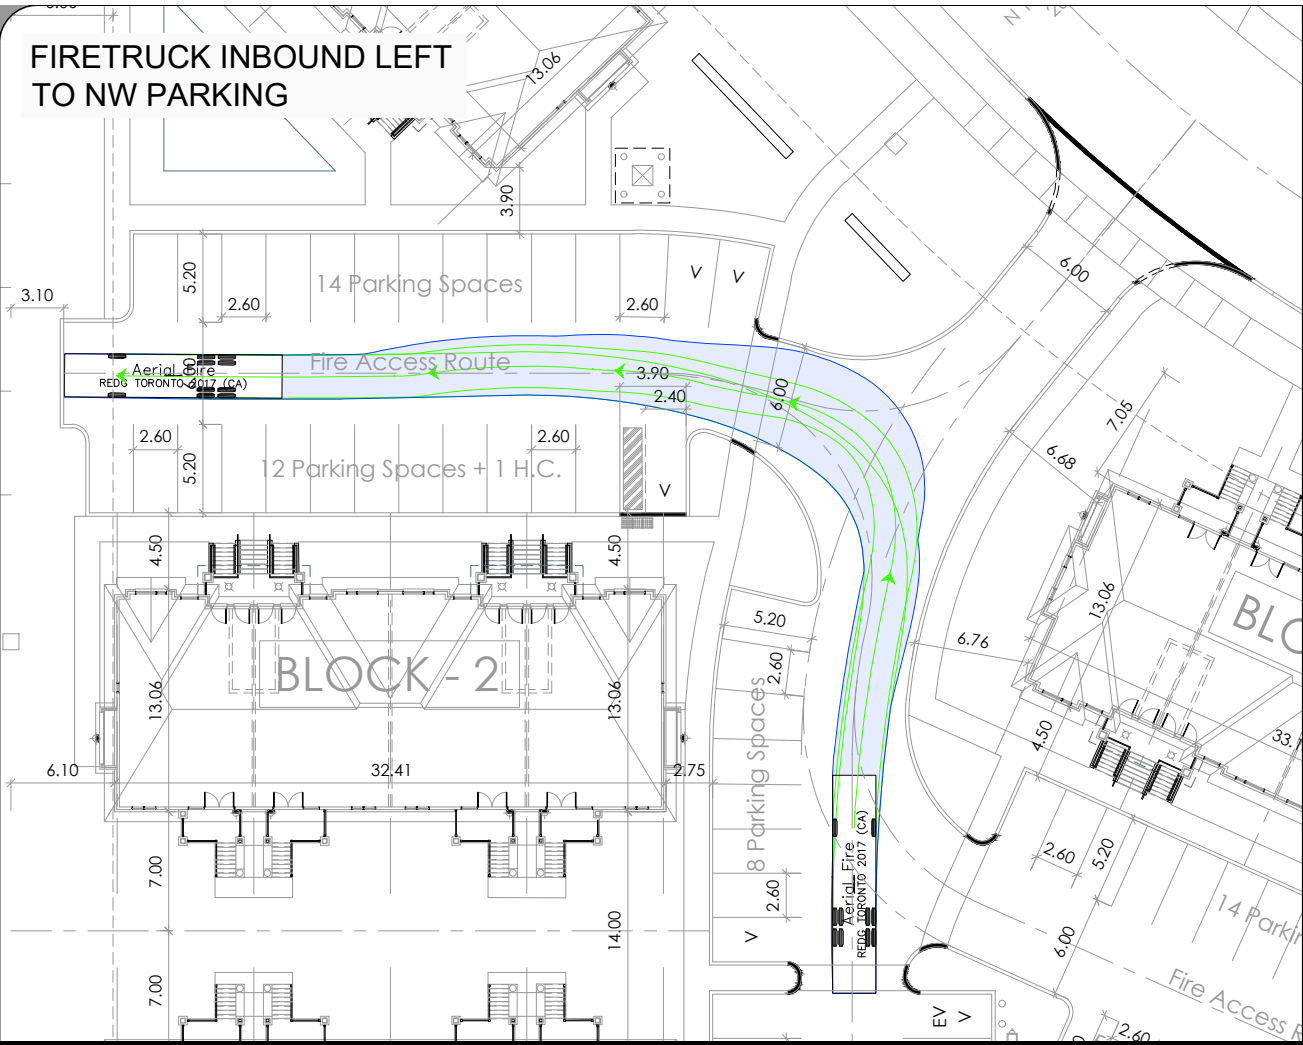 FIRETRUCK INBOUND LEFT
TO NW PARKING
13.06
3.90
6.00
3.10
5.20
14 Parking Spaces
2.60
2.60
V
V
Fire Access Route
Aerial Fire
REDG TORONTO 2017 (CA)
3.90
2.40
6.00
7.05
6.68
2.60
5.20
2.60
12 Parking Spaces + 1 H.C.
V
4.50
4.50
5.20
2.60
6.76
13.06
BLOCK - 2
13.06
13.06
8 Parking Spaces
4.50
33.
6.10
32.41
2.75
7.00
14.00
7.00
2.60
V
Aerial Fire
REDG TORONTO 2017 (CA)
2.60
5.20
14 Parkin
6.00
Fire Access R
EV
V
2.60